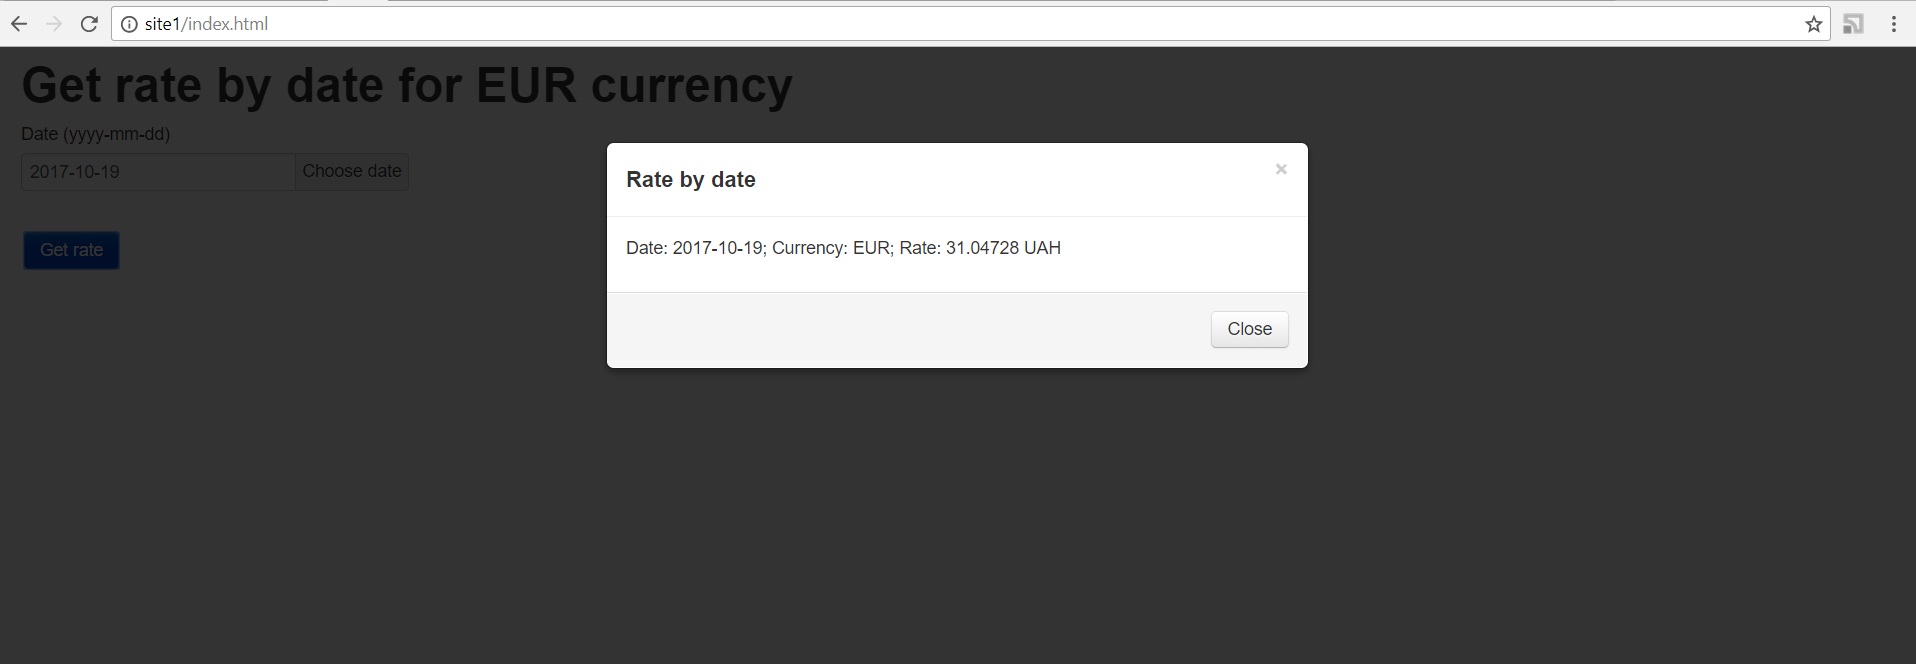 site1/index.html
Get rate by date for EUR currency
Date (yyyy-mm-dd)
2017-10-19 Choose date
Get rate
Rate by date ×
Date: 2017-10-19; Currency: EUR; Rate: 31.04728 UAH
Close